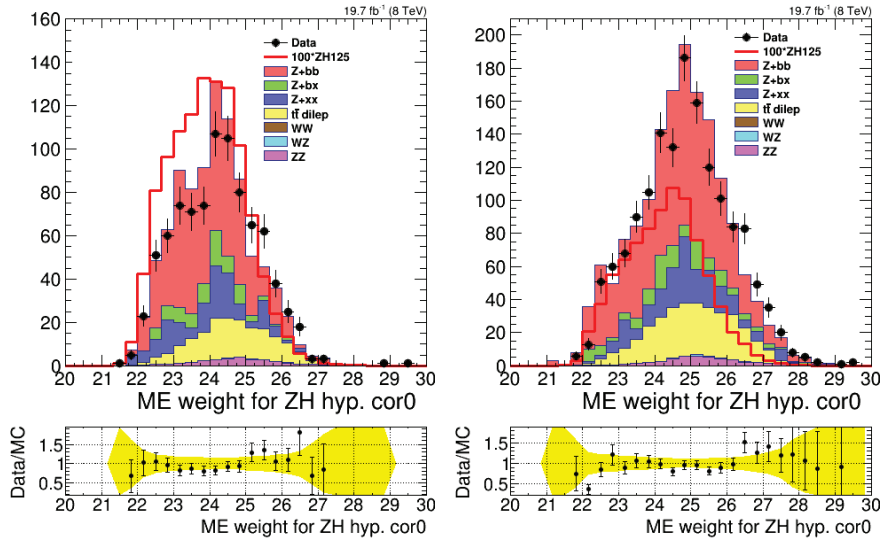 19.7 fb⁻¹ (8 TeV)
160
140
120
100
80
60
40
20
0
Data
100*ZH125
Z+bb
Z+bx
Z+xx
tt̄ dilep
WW
WZ
ZZ
20 21 22 23 24 25 26 27 28 29 30
ME weight for ZH hyp. cor0
Data/MC
1.5
1
0.5
20 21 22 23 24 25 26 27 28 29 30
ME weight for ZH hyp. cor0
19.7 fb⁻¹ (8 TeV)
200
180
160
140
120
100
80
60
40
20
0
Data
100*ZH125
Z+bb
Z+bx
Z+xx
tt̄ dilep
WW
WZ
ZZ
20 21 22 23 24 25 26 27 28 29 30
ME weight for ZH hyp. cor0
Data/MC
1.5
1
0.5
20 21 22 23 24 25 26 27 28 29 30
ME weight for ZH hyp. cor0